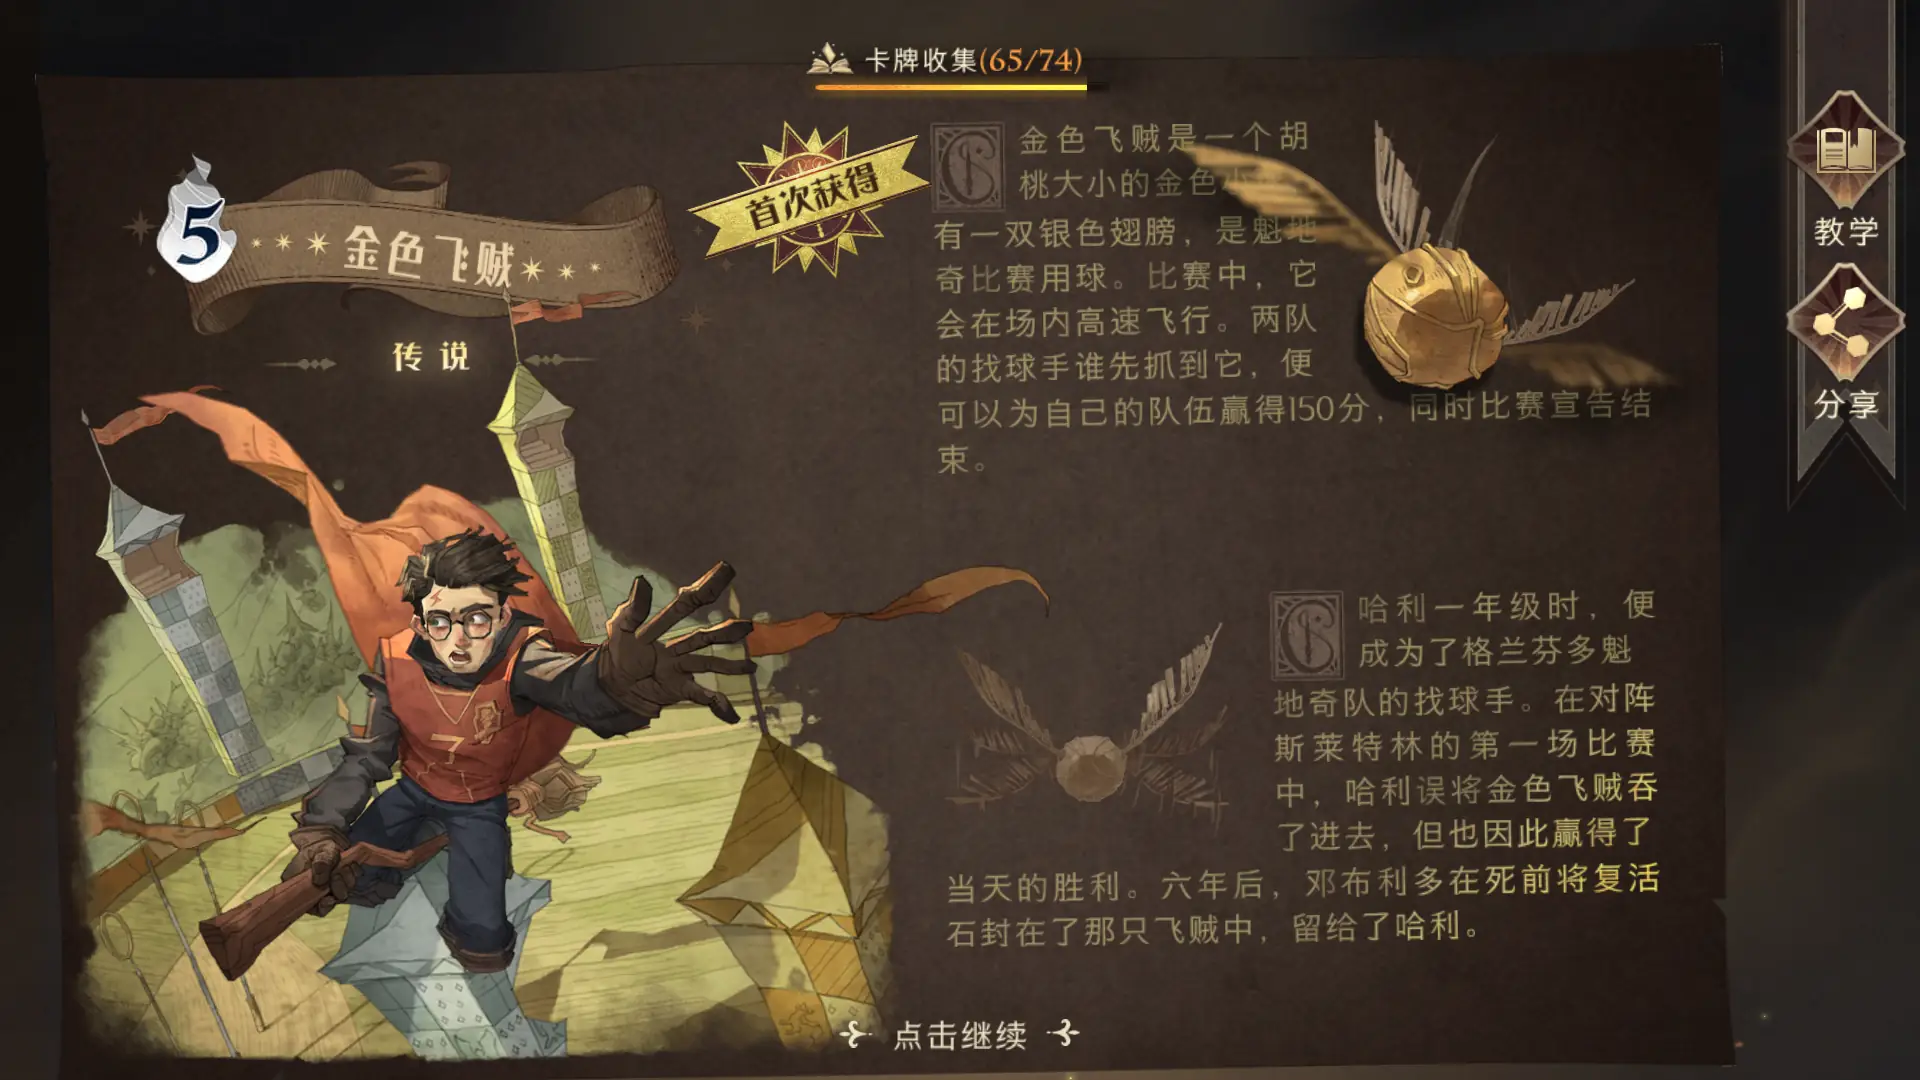 卡牌收集(65/74)
5
金色飞贼
首次获得
传说
金色飞贼是一个胡
桃大小的金色小
有一双银色翅膀，是魁地
奇比赛用球。比赛中，它
会在场内高速飞行。两队
的找球手谁先抓到它，便
可以为自己的队伍赢得150分，同时比赛宣告结
束。
7
哈利一年级时，便
成为了格兰芬多魁
地奇队的找球手。在对阵
斯莱特林的第一场比赛
中，哈利误将金色飞贼吞
了进去，但也因此赢得了
当天的胜利。六年后，邓布利多在死前将复活
石封在了那只飞贼中，留给了哈利。
点击继续
教学
分享